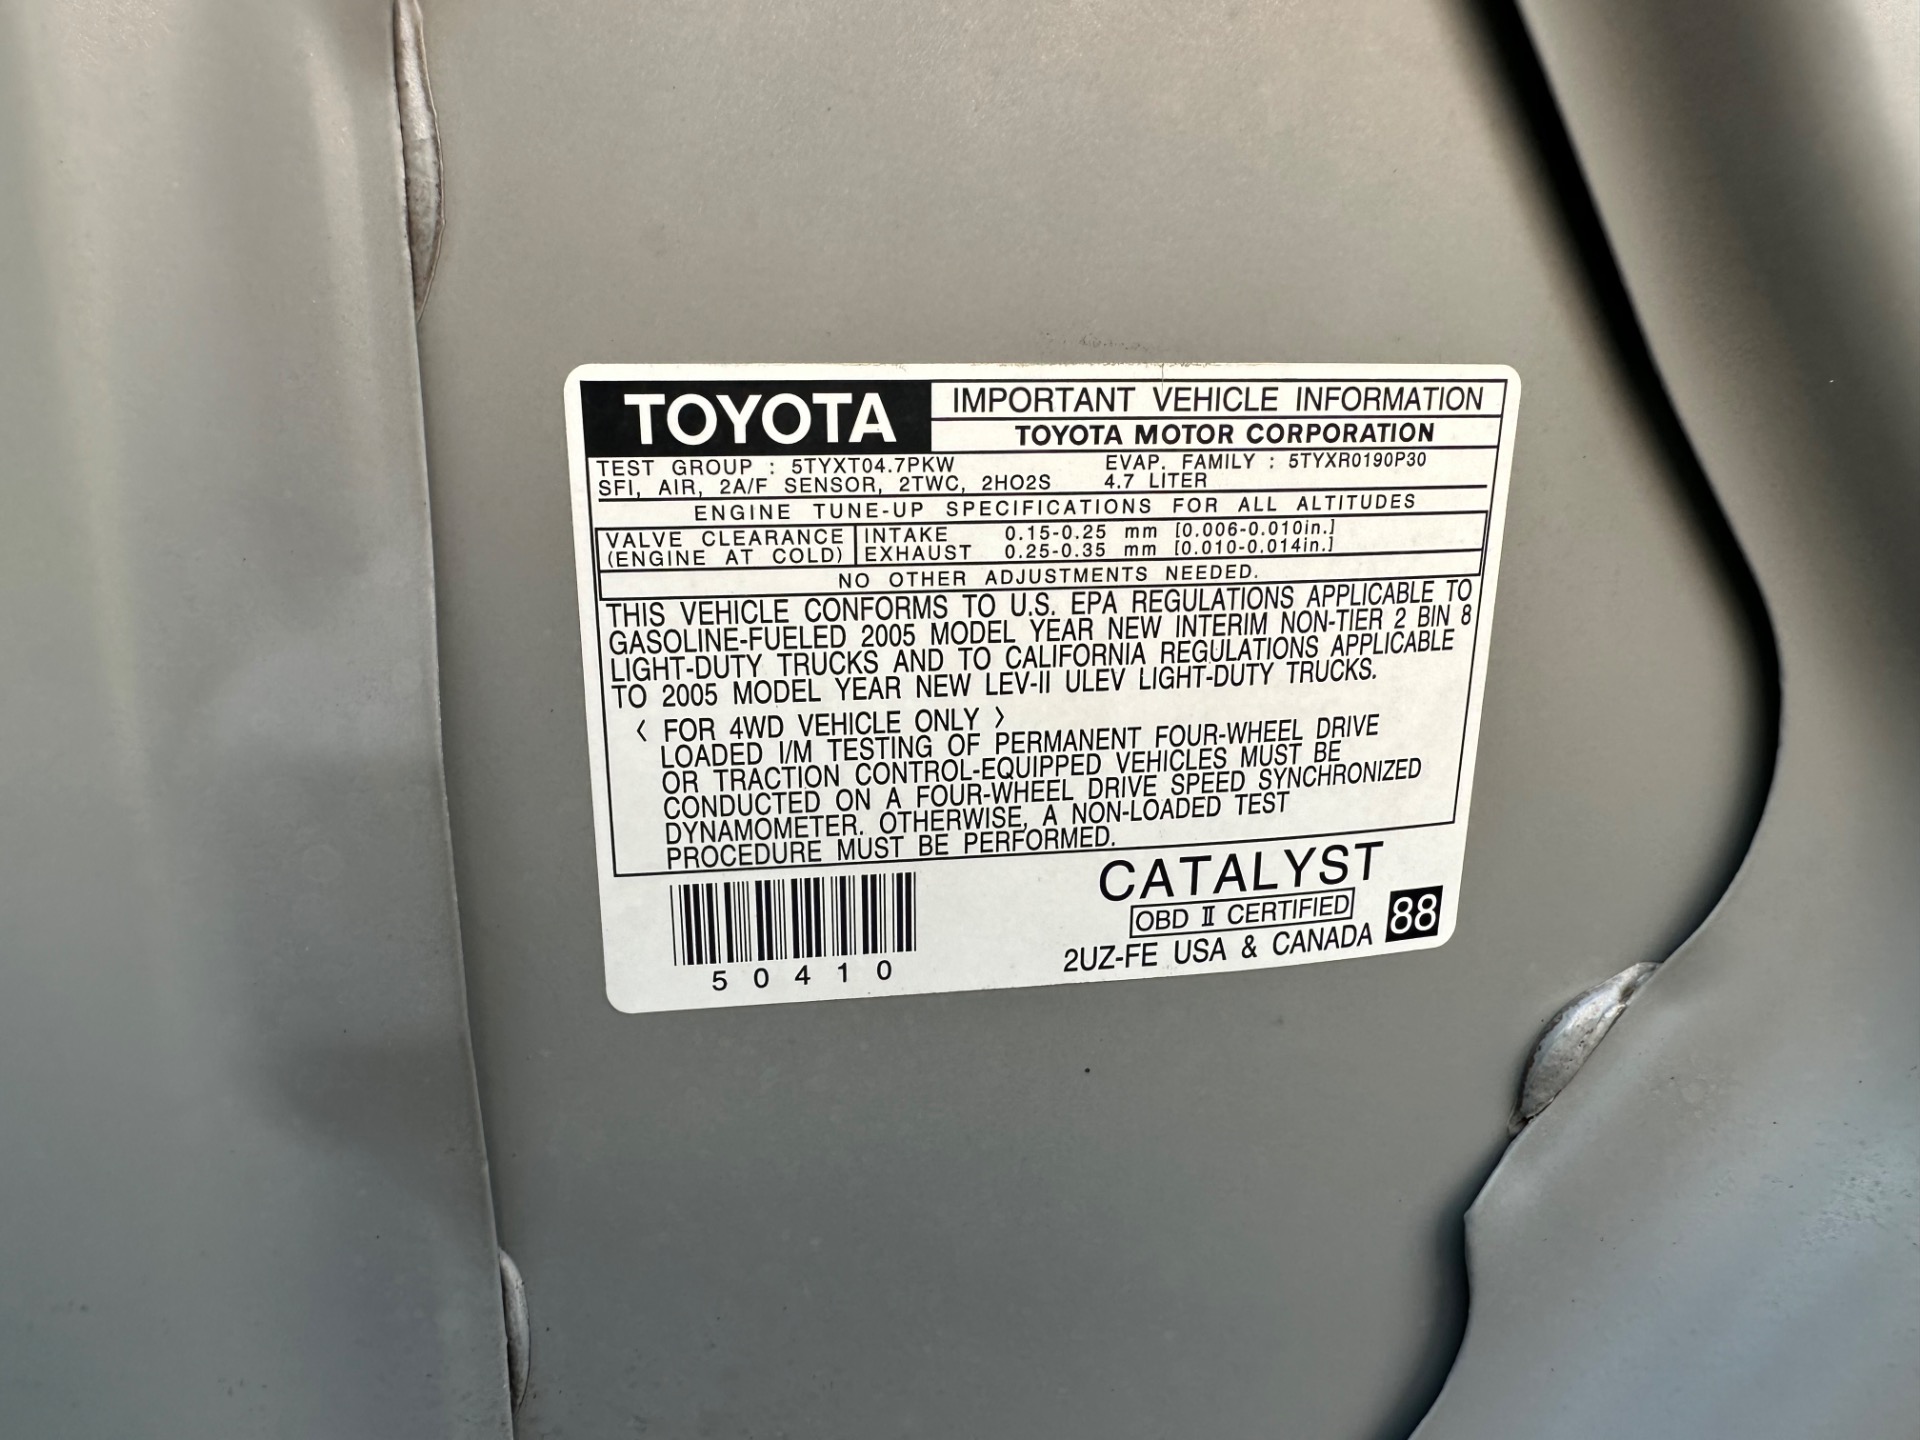 TOYOTA
IMPORTANT VEHICLE INFORMATION
TOYOTA MOTOR CORPORATION
TEST GROUP : 5TYXT04.7PKW EVAP. FAMILY : 5TYXR0190P30
SFI, AIR, 2A/F SENSOR, 2TWC, 2HO2S 4.7 LITER
ENGINE TUNE-UP SPECIFICATIONS FOR ALL ALTITUDES
VALVE CLEARANCE INTAKE 0.15-0.25 mm [0.006-0.010in.]
(ENGINE AT COLD) EXHAUST 0.25-0.35 mm [0.010-0.014in.]
NO OTHER ADJUSTMENTS NEEDED.
THIS VEHICLE CONFORMS TO U.S. EPA REGULATIONS APPLICABLE TO
GASOLINE-FUELED 2005 MODEL YEAR NEW INTERIM NON-TIER 2 BIN 8
LIGHT-DUTY TRUCKS AND TO CALIFORNIA REGULATIONS APPLICABLE
TO 2005 MODEL YEAR NEW LEV-II ULEV LIGHT-DUTY TRUCKS.
〈 FOR 4WD VEHICLE ONLY 〉
LOADED I/M TESTING OF PERMANENT FOUR-WHEEL DRIVE
OR TRACTION CONTROL-EQUIPPED VEHICLES MUST BE
CONDUCTED ON A FOUR-WHEEL DRIVE SPEED SYNCHRONIZED
DYNAMOMETER. OTHERWISE, A NON-LOADED TEST
PROCEDURE MUST BE PERFORMED.
CATALYST
OBD II CERTIFIED
88
2UZ-FE USA & CANADA
50410